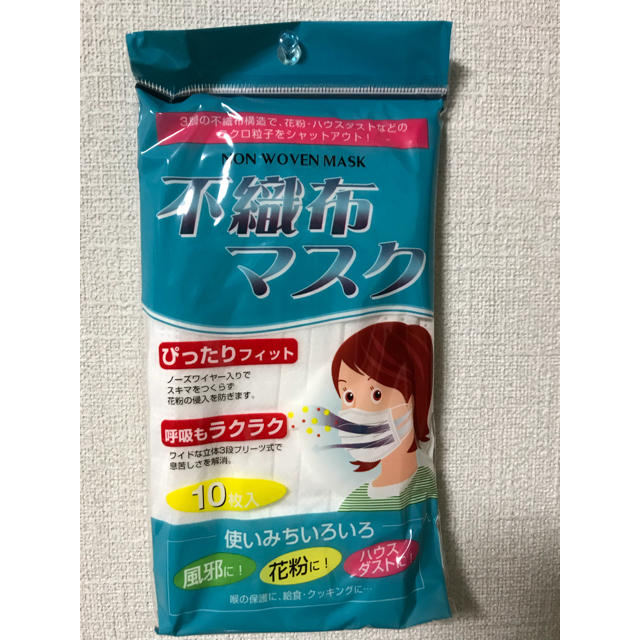 3層の不織布構造で、花粉・ハウスダストなどの
ミクロ粒子をシャットアウト!
NON WOVEN MASK
不織布
マスク
ぴったりフィット
ノーズワイヤー入りで
スキマをつくらず
花粉の侵入を防ぎます。
呼吸もラクラク
ワイドな立体3段プリーツ式で
息苦しさを解消。
10枚入
使いみちいろいろ
風邪に!
花粉に!
ハウス
ダストに!
喉の保護に、給食・クッキングに…